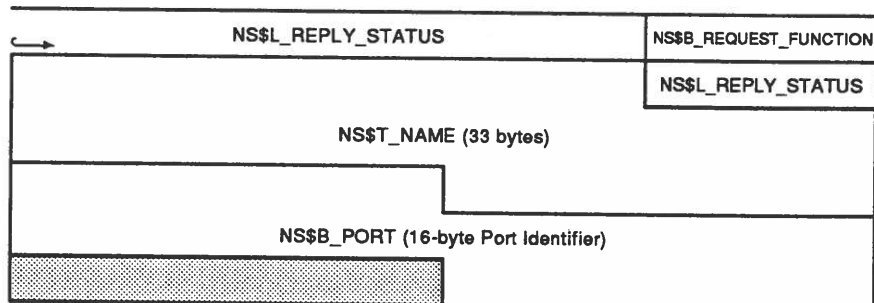 NS$L_REPLY_STATUS NS$B_REQUEST_FUNCTION
NS$L_REPLY_STATUS
NS$T_NAME (33 bytes)
NS$B_PORT (16-byte Port Identifier)